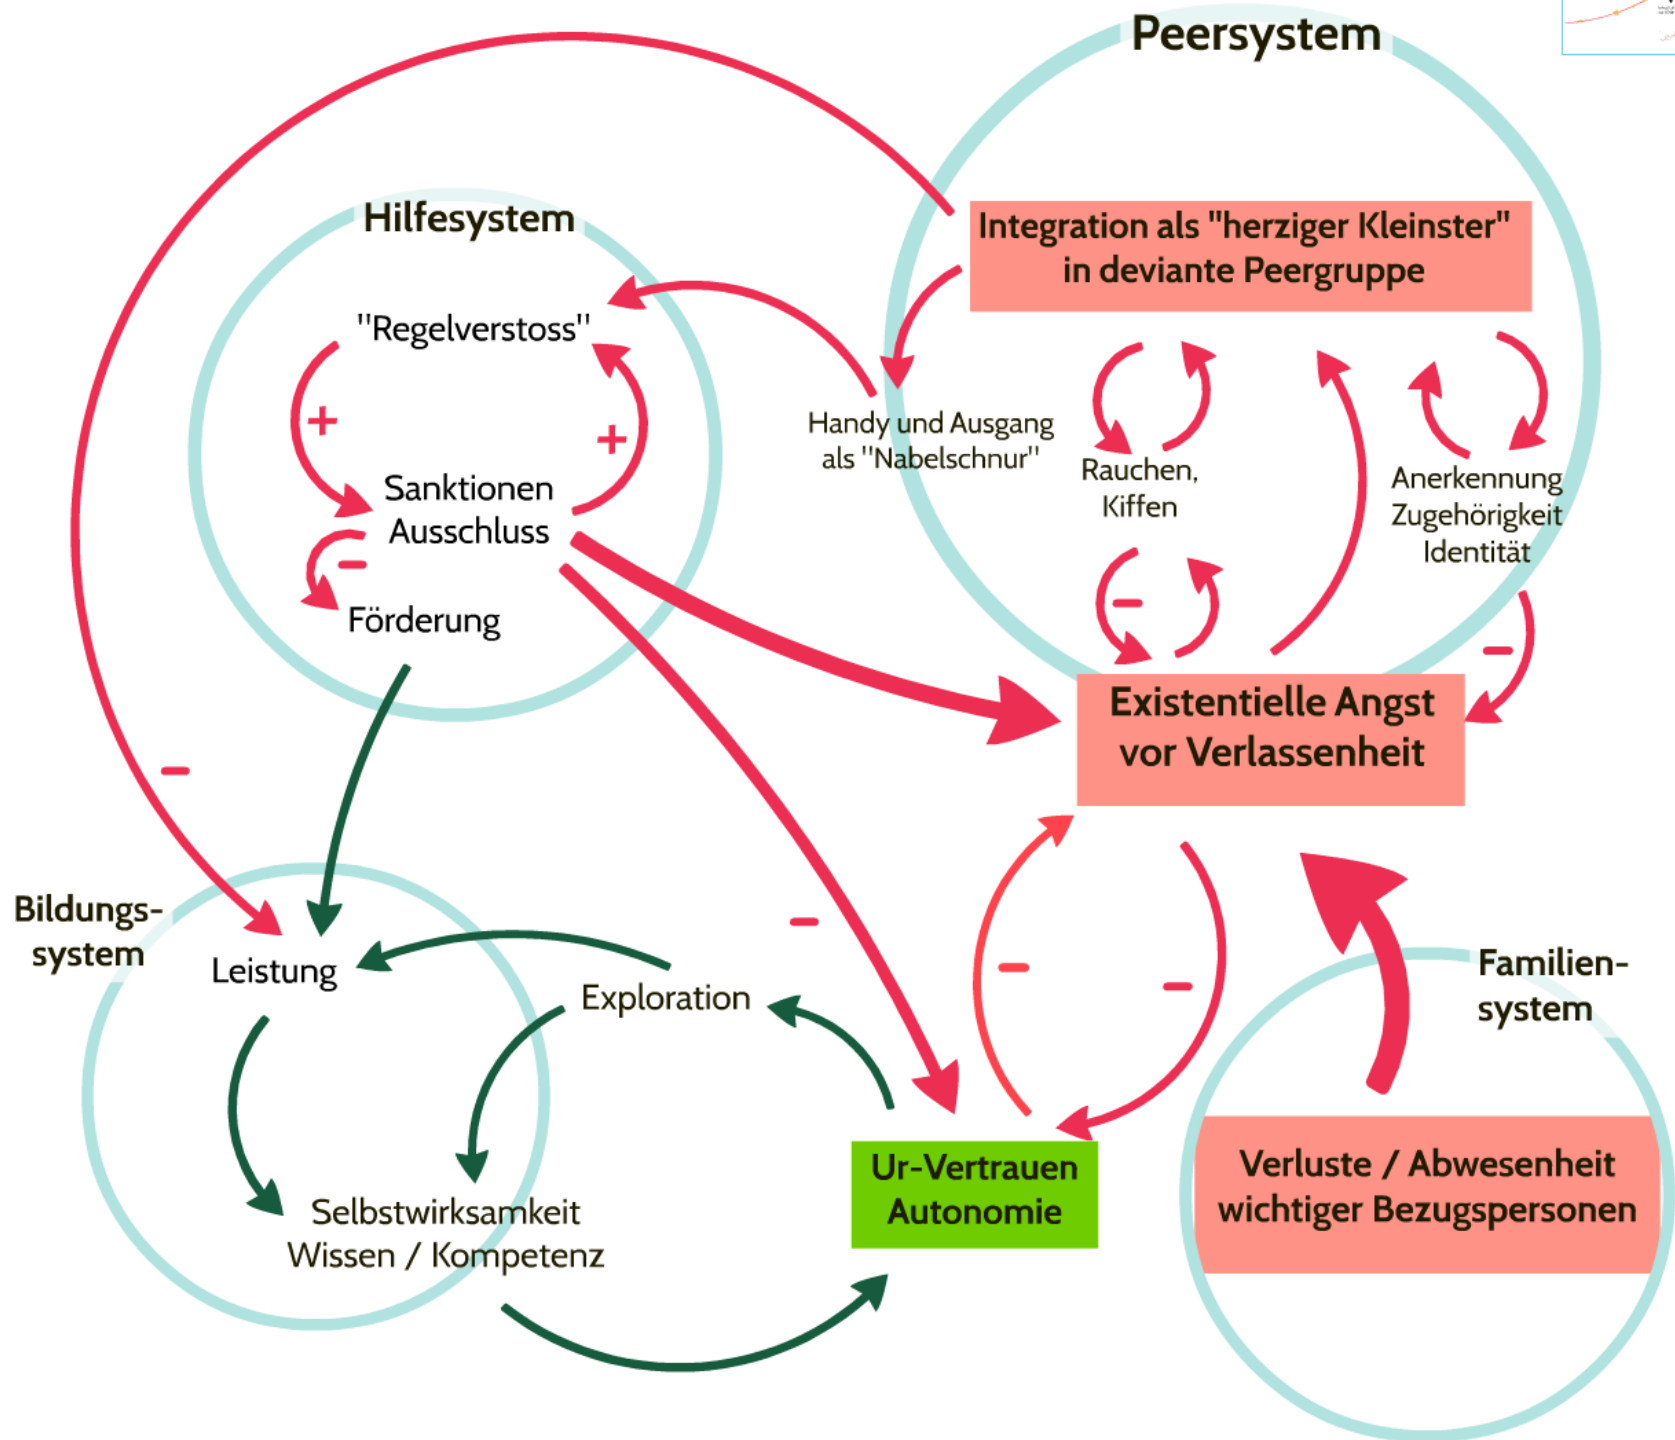 Peersystem
Hilfesystem
Integration als "herziger Kleinster"
in deviante Peergruppe
"Regelverstoss"
+
+
Handy und Ausgang
als "Nabelschnur"
Rauchen,
Kiffen
Anerkennung
Zugehörigkeit
Identität
Sanktionen
Ausschluss
–
Förderung
–
–
Existentielle Angst
vor Verlassenheit
–
Bildungs-
system
Leistung
–
Exploration
–
–
Familien-
system
Ur-Vertrauen
Autonomie
Verluste / Abwesenheit
wichtiger Bezugspersonen
Selbstwirksamkeit
Wissen / Kompetenz